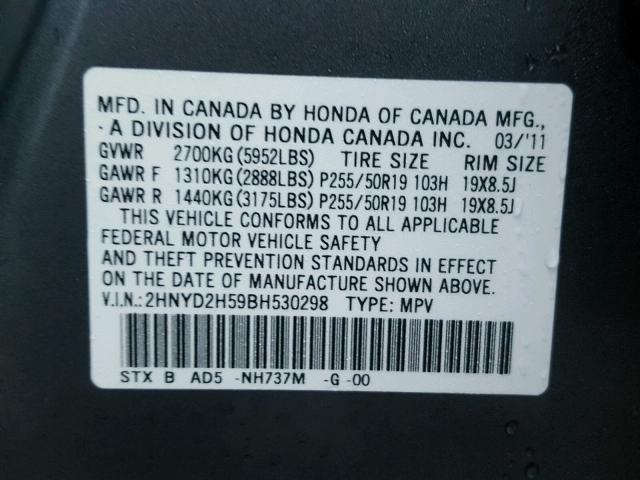 MFD. IN CANADA BY HONDA OF CANADA MFG.,
A DIVISION OF HONDA CANADA INC. 03/'11
GVWR 2700KG(5952LBS) TIRE SIZE RIM SIZE
GAWR F 1310KG(2888LBS) P255/50R19 103H 19X8.5J
GAWR R 1440KG(3175LBS) P255/50R19 103H 19X8.5J
THIS VEHICLE CONFORMS TO ALL APPLICABLE
FEDERAL MOTOR VEHICLE SAFETY
AND THEFT PREVENTION STANDARDS IN EFFECT
ON THE DATE OF MANUFACTURE SHOWN ABOVE.
V.I.N.:2HNYD2H59BH530298 TYPE: MPV
STX B AD5 -NH737M -G -00